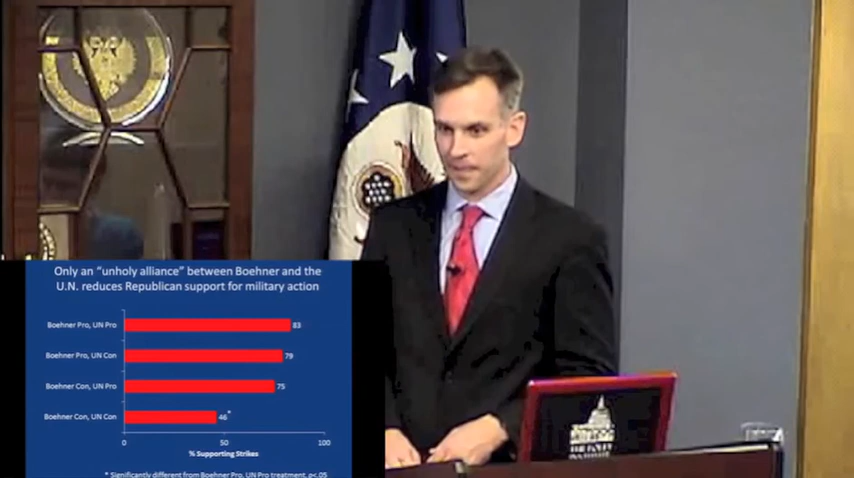 Only an “unholy alliance” between Boehner and the
U.N. reduces Republican support for military action
Boehner Pro, UN Pro 83
Boehner Pro, UN Con 79
Boehner Con, UN Pro 75
Boehner Con, UN Con 46*
0 50 100
% Supporting Strikes
* Significantly different from Boehner Pro, UN Pro treatment, p<.05